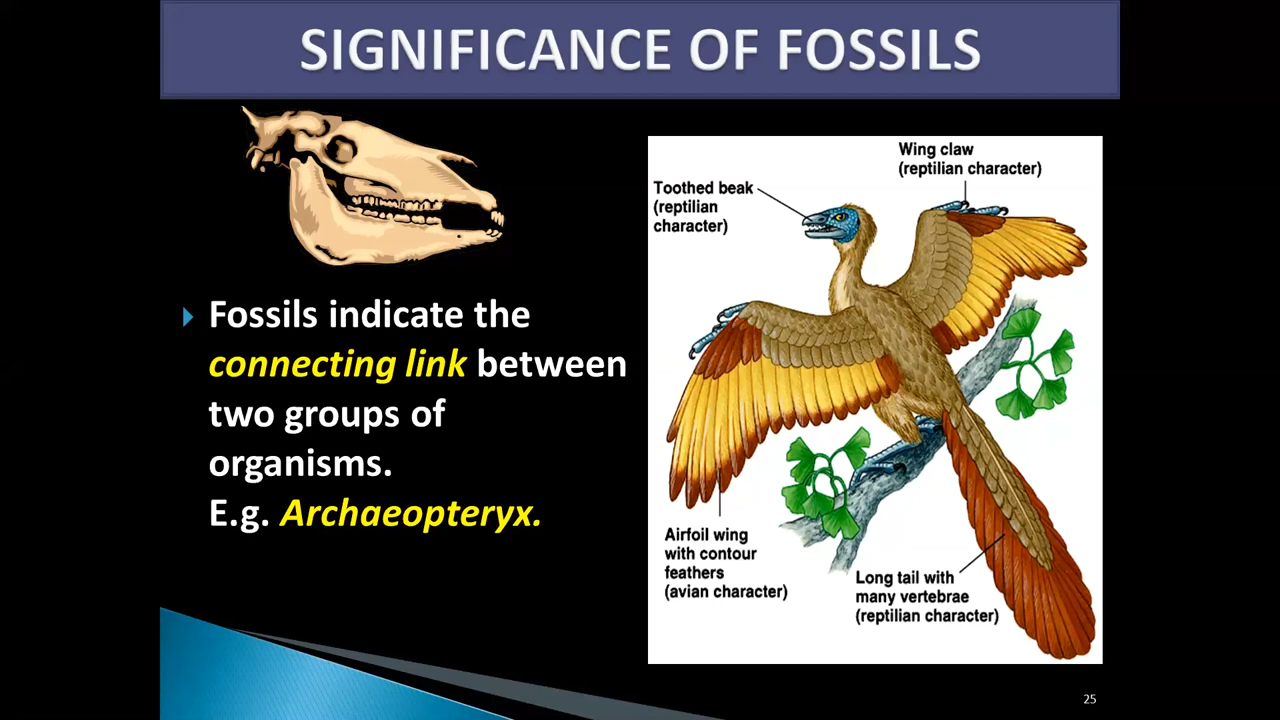 SIGNIFICANCE OF FOSSILS
Fossils indicate the
connecting link between
two groups of
organisms.
E.g. Archaeopteryx.
Wing claw
(reptilian character)
Toothed beak
(reptilian
character)
Airfoil wing
with contour
feathers
(avian character)
Long tail with
many vertebrae
(reptilian character)
25